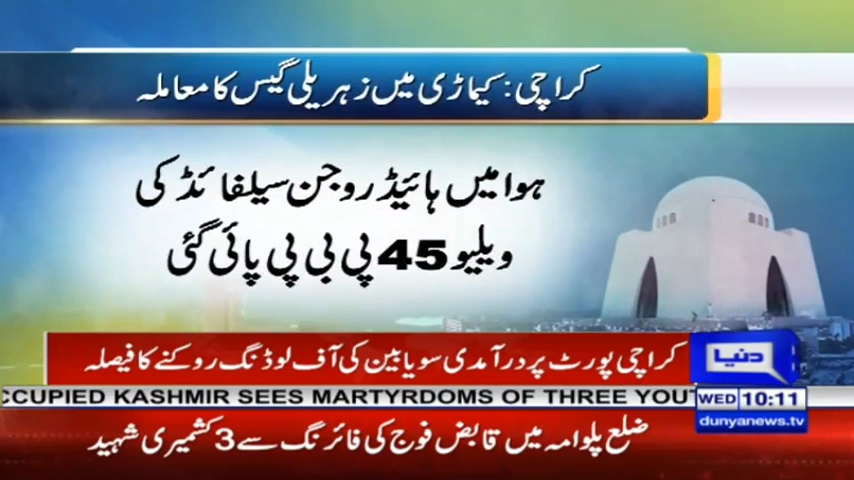 کراچی: کیماڑی میں زہریلی گیس کا معاملہ
ہوا میں ہائیڈروجن سیلفائڈ کی
ویلیو 45 پی بی پی پائی گئی
کراچی پورٹ پر درآمدی سویابین کی آف لوڈنگ روکنے کا فیصلہ
دنیا
CCUPIED KASHMIR SEES MARTYRDOMS OF THREE YOUT
WED 10:11
dunyanews.tv
ضلع پلوامہ میں قابض فوج کی فائرنگ سے 3 کشمیری شہید